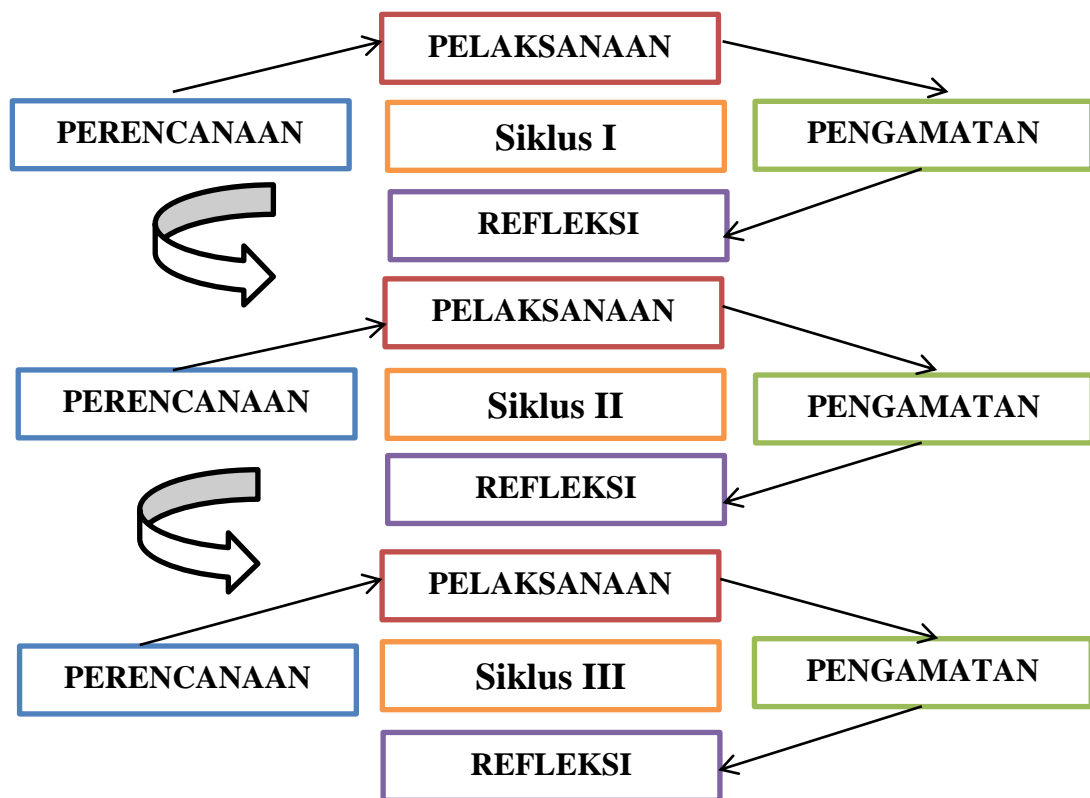 PELAKSANAAN
PERENCANAAN
Siklus I
PENGAMATAN
REFLEKSI
PELAKSANAAN
PERENCANAAN
Siklus II
PENGAMATAN
REFLEKSI
PELAKSANAAN
PERENCANAAN
Siklus III
PENGAMATAN
REFLEKSI